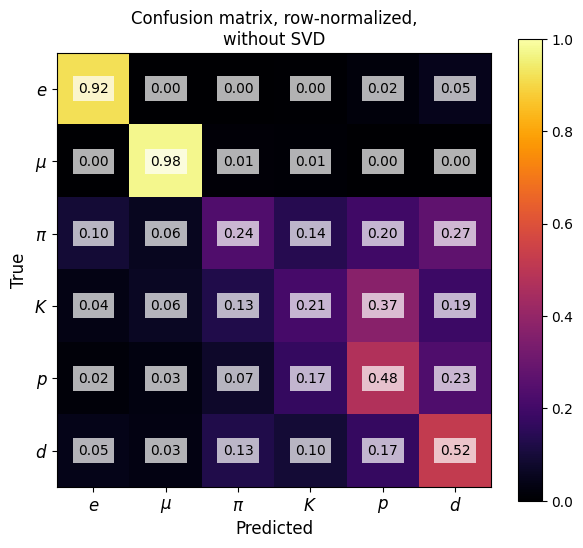 Confusion matrix, row-normalized,
without SVD
1.0
e 0.92 0.00 0.00 0.00 0.02 0.05
μ 0.00 0.98 0.01 0.01 0.00 0.00
0.8
π 0.10 0.06 0.24 0.14 0.20 0.27
0.6
True
K 0.04 0.06 0.13 0.21 0.37 0.19
0.4
p 0.02 0.03 0.07 0.17 0.48 0.23
0.2
d 0.05 0.03 0.13 0.10 0.17 0.52
0.0
e μ π K p d
Predicted